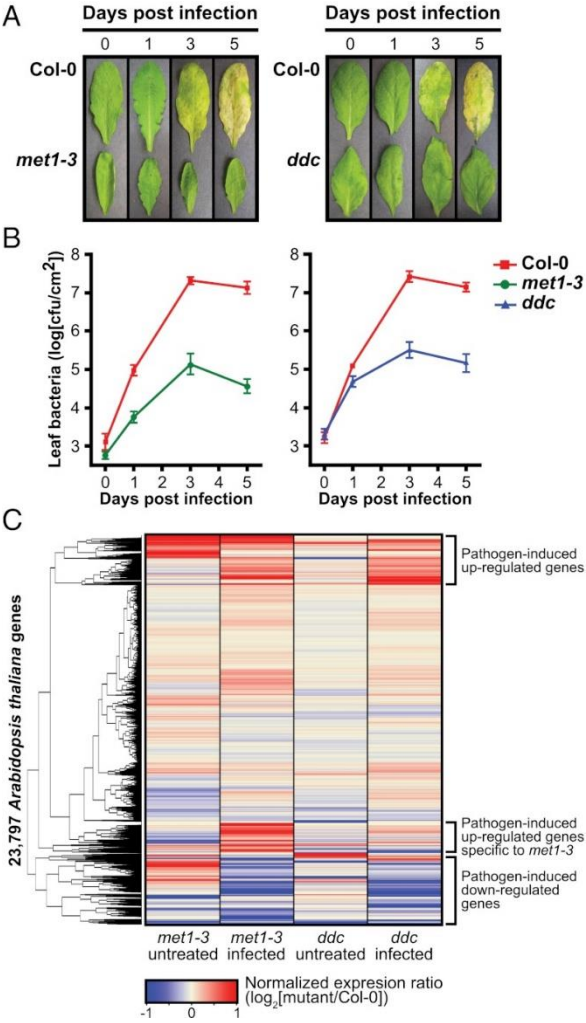 A
Days post infection
0 1 3 5
Col-0
met1-3
Days post infection
0 1 3 5
Col-0
ddc
B
Leaf bacteria (log[cfu/cm2])
8
7
6
5
4
3
0 1 2 3 4 5
Days post infection
8
7
6
5
4
3
0 1 2 3 4 5
Days post infection
Col-0
met1-3
ddc
C
23,797 Arabidopsis thaliana genes
Pathogen-induced
up-regulated genes
Pathogen-induced
up-regulated genes
specific to met1-3
Pathogen-induced
down-regulated
genes
met1-3
untreated
met1-3
infected
ddc
untreated
ddc
infected
-1 0 1
Normalized expresion ratio
(log2[mutant/Col-0])